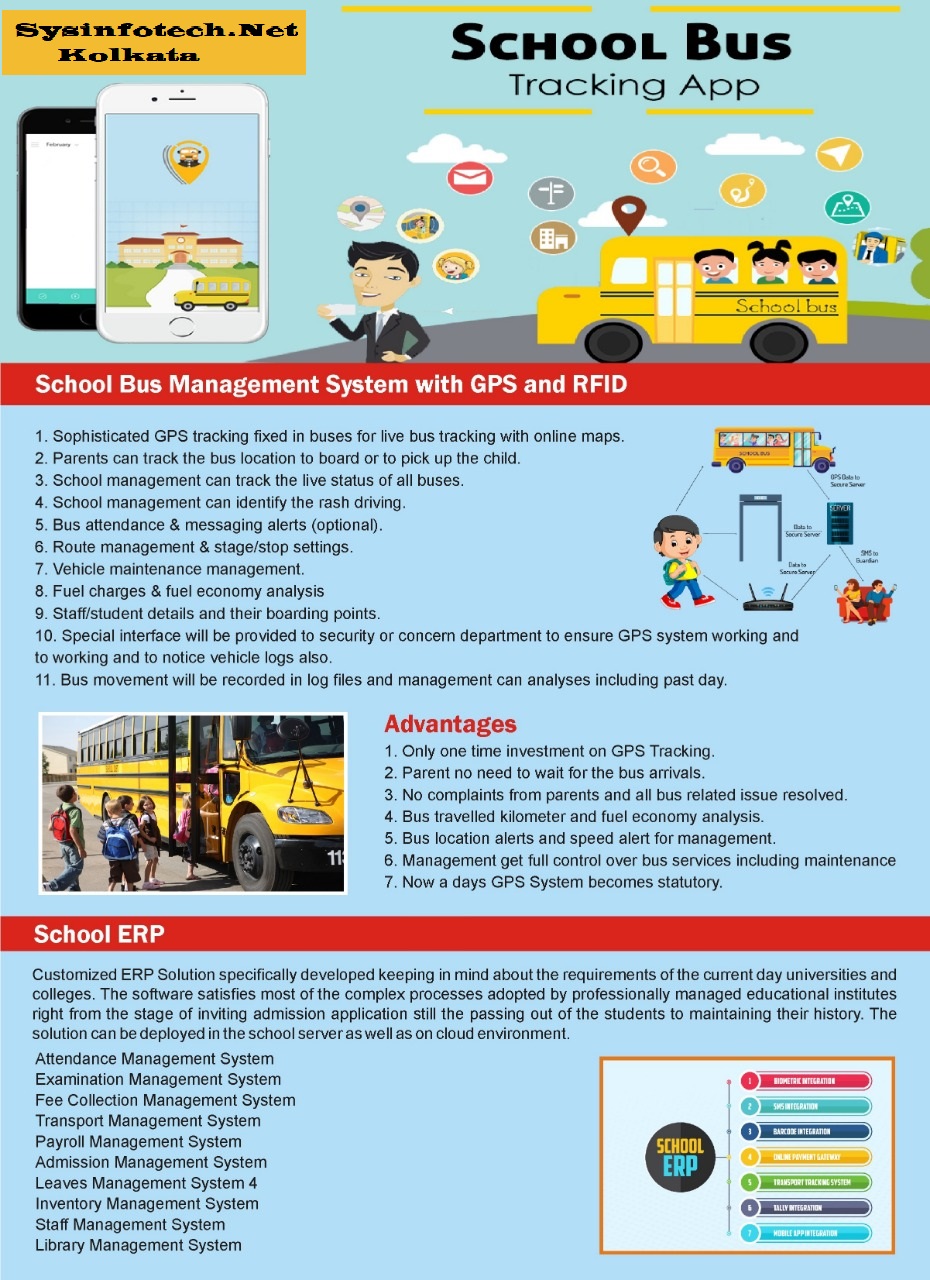 Sysinfotech.Net
Kolkata
School Bus
Tracking App
February
School bus
School Bus Management System with GPS and RFID
1. Sophisticated GPS tracking fixed in buses for live bus tracking with online maps.
2. Parents can track the bus location to board or to pick up the child.
3. School management can track the live status of all buses.
4. School management can identify the rash driving.
5. Bus attendance & messaging alerts (optional).
6. Route management & stage/stop settings.
7. Vehicle maintenance management.
8. Fuel charges & fuel economy analysis
9. Staff/student details and their boarding points.
10. Special interface will be provided to security or concern department to ensure GPS system working and
to working and to notice vehicle logs also.
11. Bus movement will be recorded in log files and management can analyses including past day.
SCHOOL BUS
GPS Data to
Secure Server
SERVER
Data to
Secure Server
Data to
Secure Server
SMS to
Guardian
Advantages
1. Only one time investment on GPS Tracking.
2. Parent no need to wait for the bus arrivals.
3. No complaints from parents and all bus related issue resolved.
4. Bus travelled kilometer and fuel economy analysis.
5. Bus location alerts and speed alert for management.
6. Management get full control over bus services including maintenance
7. Now a days GPS System becomes statutory.
School ERP
Customized ERP Solution specifically developed keeping in mind about the requirements of the current day universities and
colleges. The software satisfies most of the complex processes adopted by professionally managed educational institutes
right from the stage of inviting admission application still the passing out of the students to maintaining their history. The
solution can be deployed in the school server as well as on cloud environment.
Attendance Management System
Examination Management System
Fee Collection Management System
Transport Management System
Payroll Management System
Admission Management System
Leaves Management System 4
Inventory Management System
Staff Management System
Library Management System
SCHOOL
ERP
1 BIOMETRIC INTEGRATION
2 SMS INTEGRATION
3 BARCODE INTEGRATION
4 ONLINE PAYMENT GATEWAY
5 TRANSPORT TRACKING SYSTEM
6 TALLY INTEGRATION
7 MOBILE APP INTEGRATION